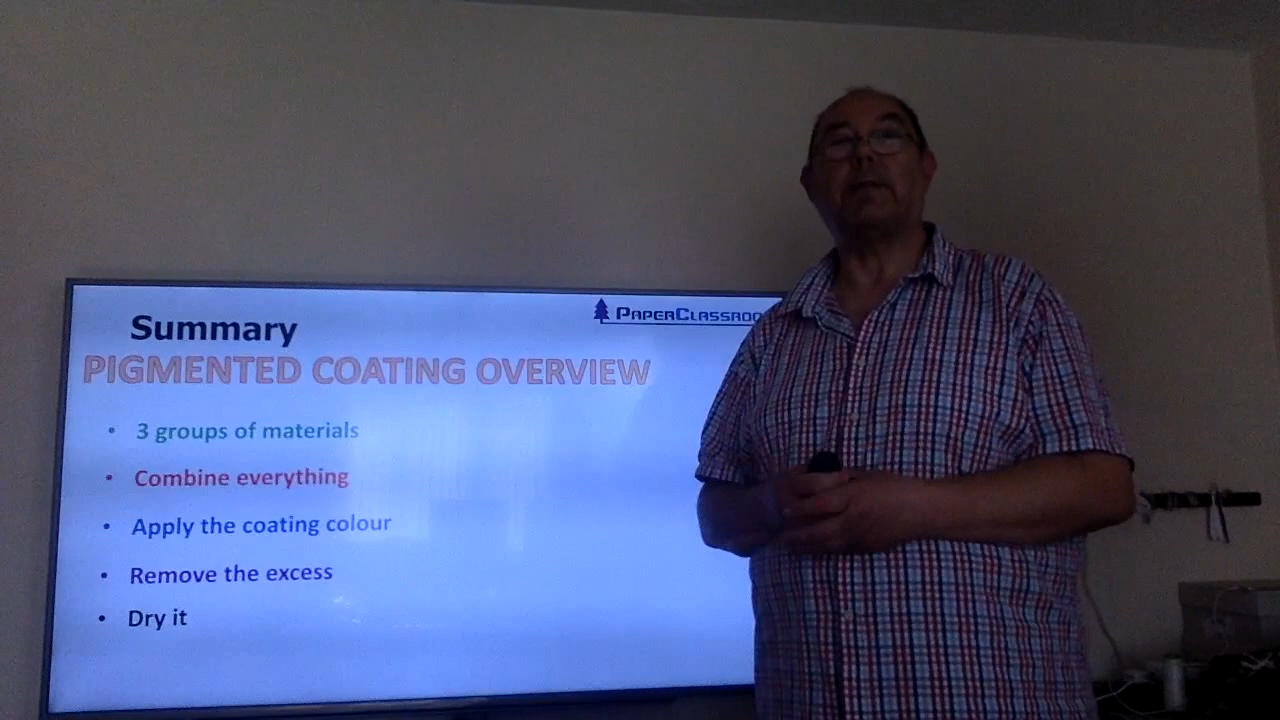 PAPERCLASSROO
Summary
PIGMENTED COATING OVERVIEW
• 3 groups of materials
• Combine everything
• Apply the coating colour
• Remove the excess
• Dry it